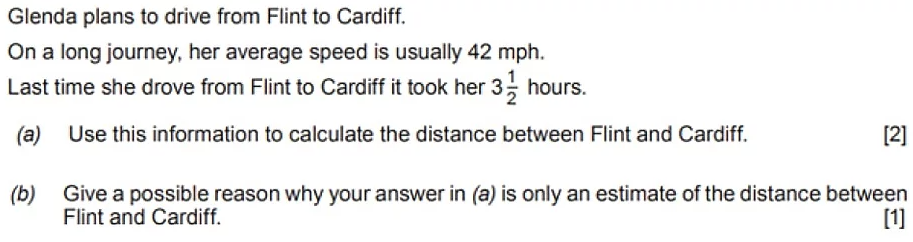 Glenda plans to drive from Flint to Cardiff.
On a long journey, her average speed is usually 42 mph.
Last time she drove from Flint to Cardiff it took her 3 1/2 hours.
(a) Use this information to calculate the distance between Flint and Cardiff. [2]
(b) Give a possible reason why your answer in (a) is only an estimate of the distance between
Flint and Cardiff. [1]